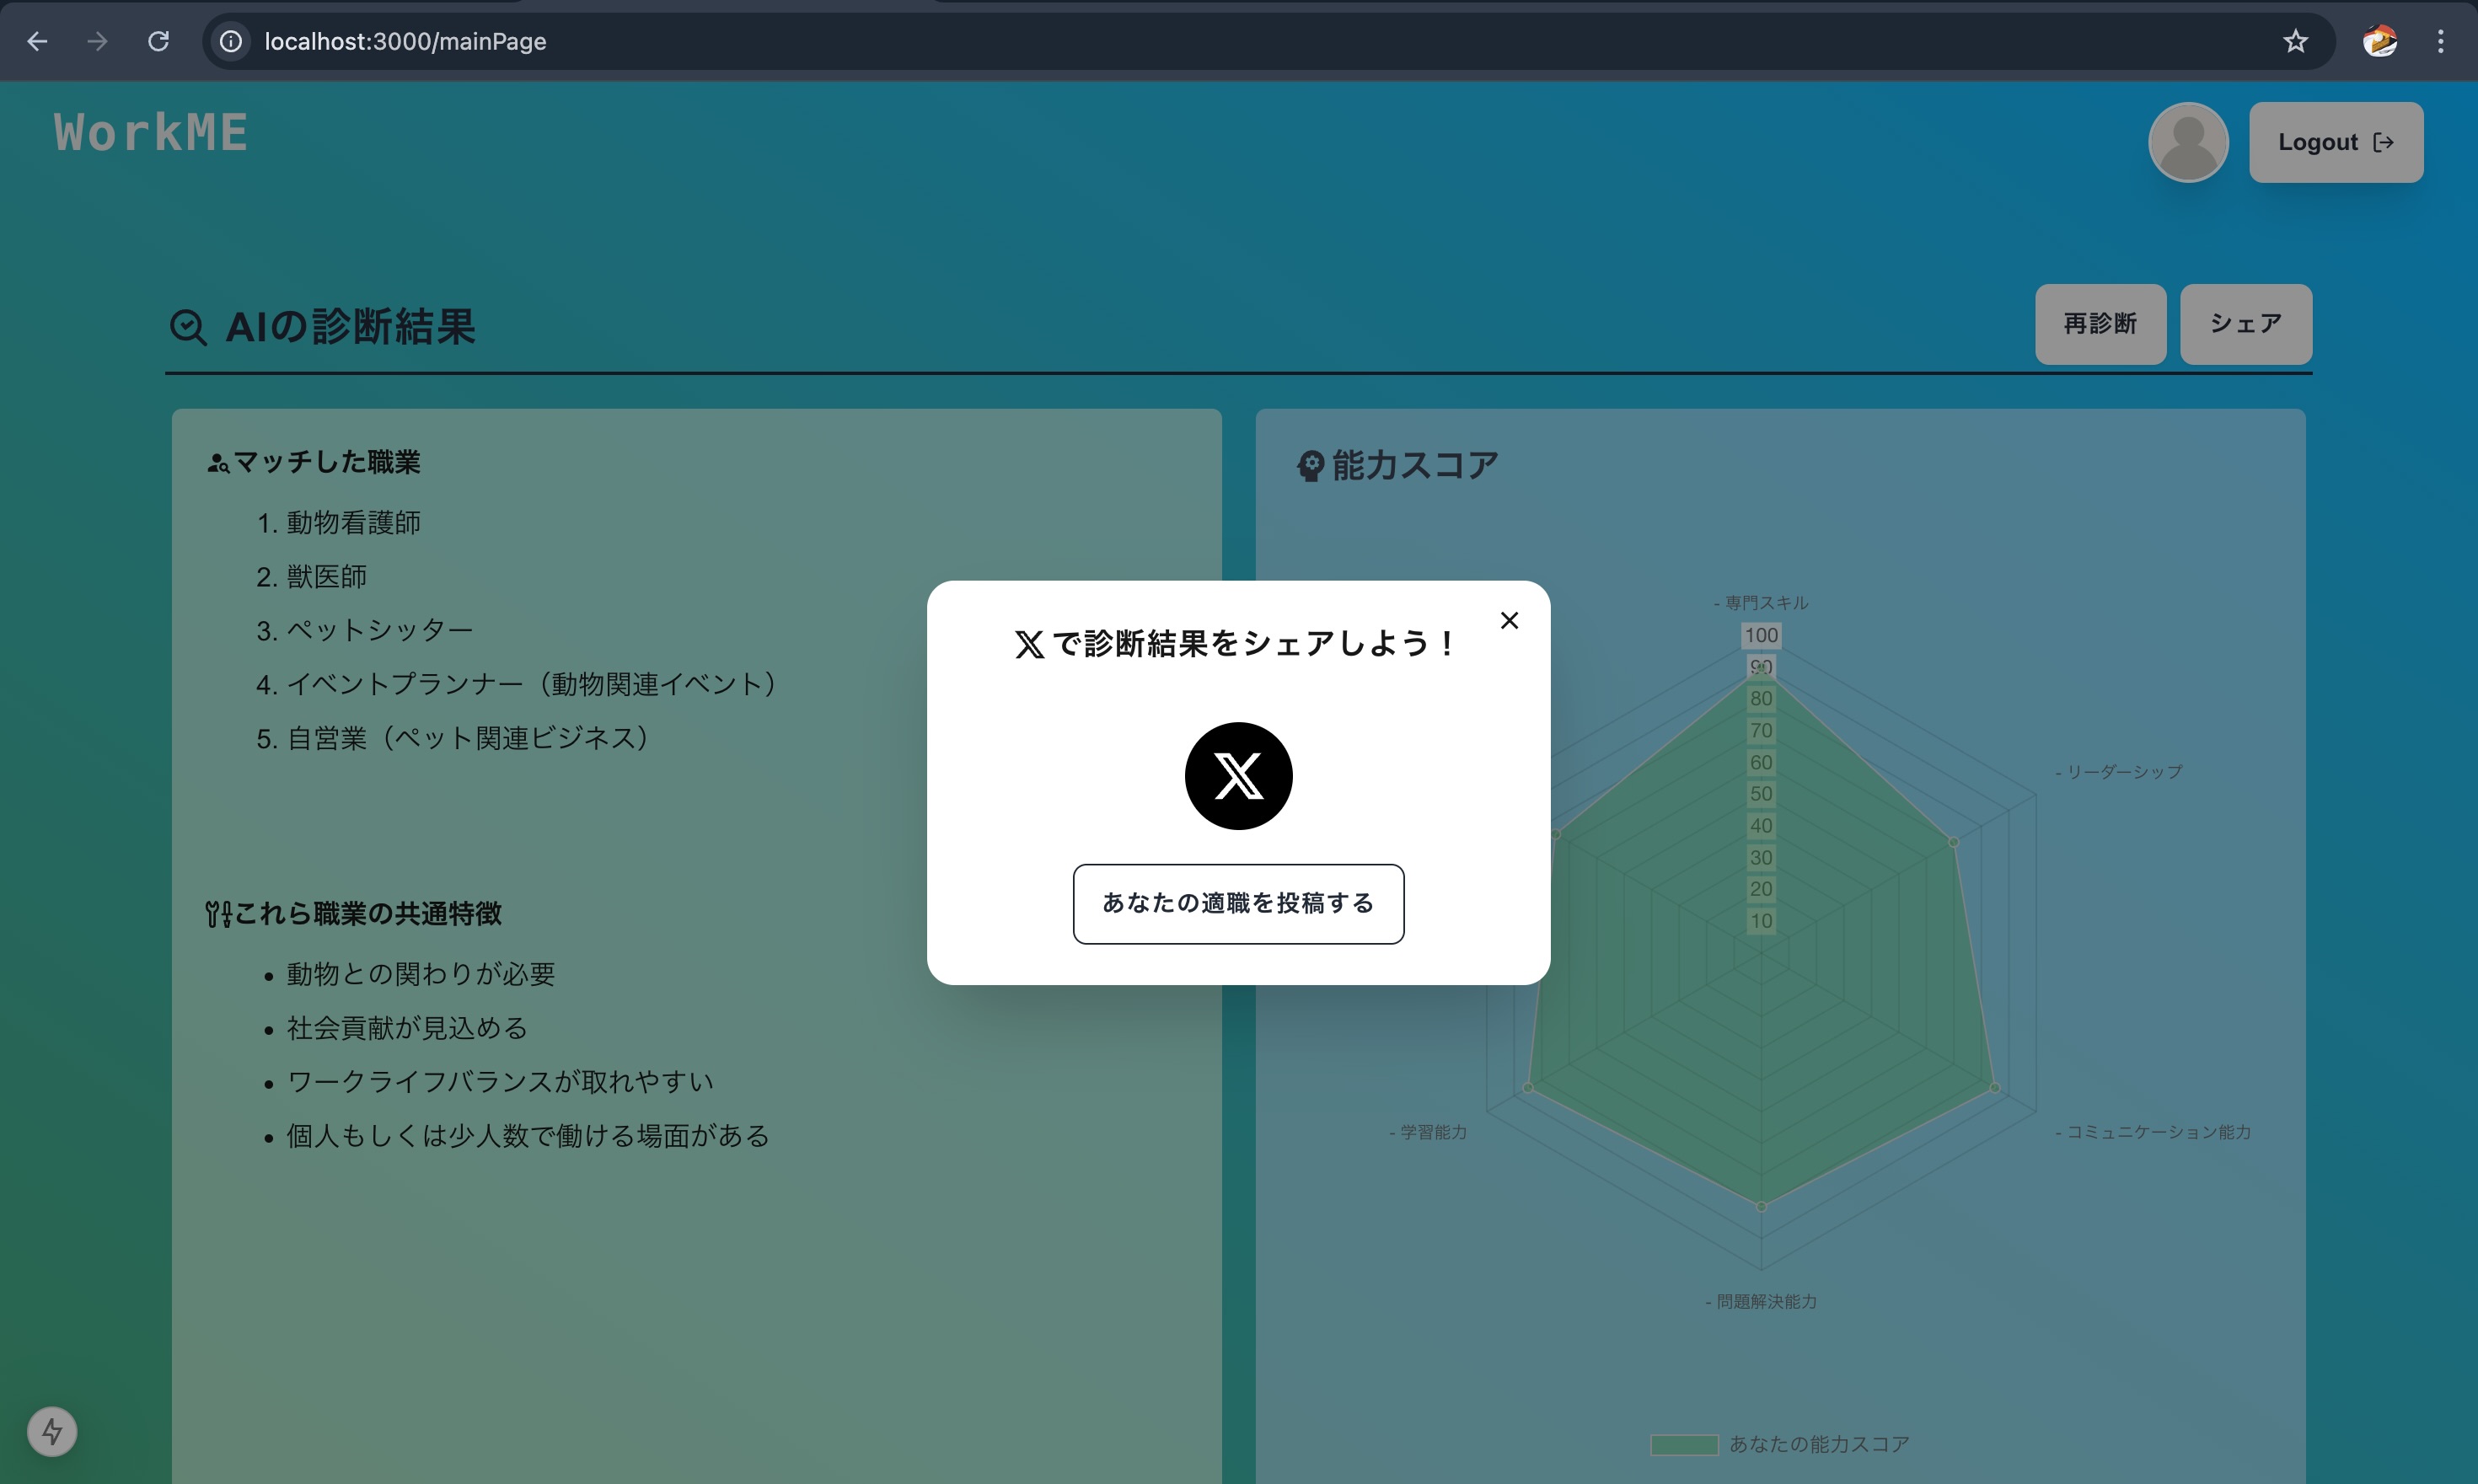 localhost:3000/mainPage
WorkME
Logout
AIの診断結果
再診断
シェア
マッチした職業
1. 動物看護師
2. 獣医師
3. ペットシッター
4. イベントプランナー（動物関連イベント）
5. 自営業（ペット関連ビジネス）
これら職業の共通特徴
• 動物との関わりが必要
• 社会貢献が見込める
• ワークライフバランスが取れやすい
• 個人もしくは少人数で働ける場面がある
Xで診断結果をシェアしよう！
X
あなたの適職を投稿する
能力スコア
- 専門スキル
100
90
80
70
60
50
40
30
20
10
- リーダーシップ
- コミュニケーション能力
- 問題解決能力
- 学習能力
あなたの能力スコア